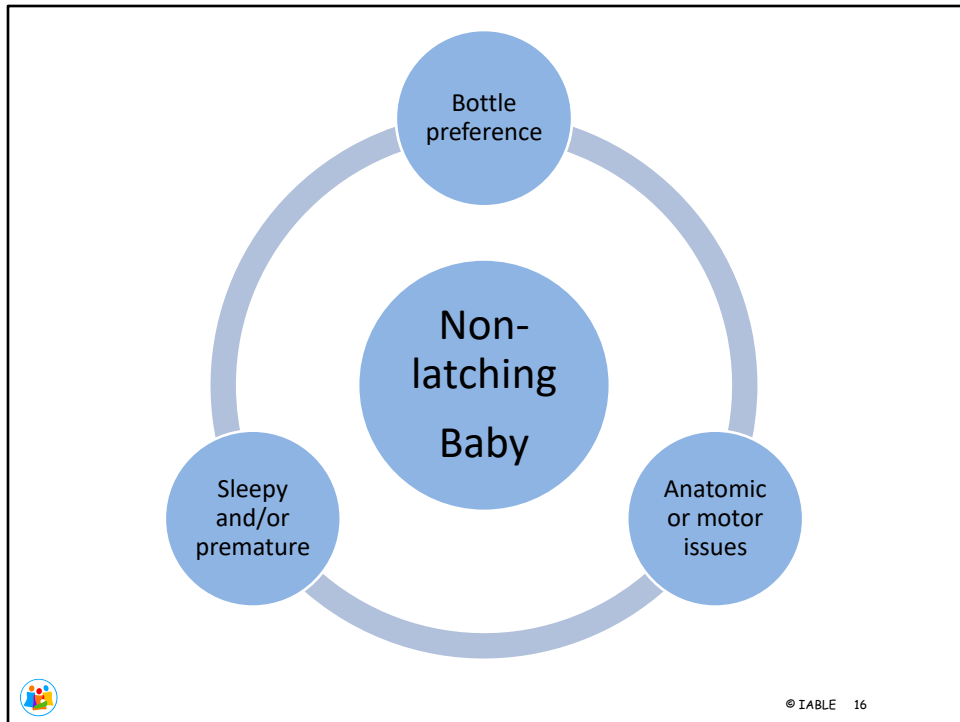 Bottle
preference
Non-
latching
Baby
Sleepy
and/or
premature
Anatomic
or motor
issues
© IABLE 16